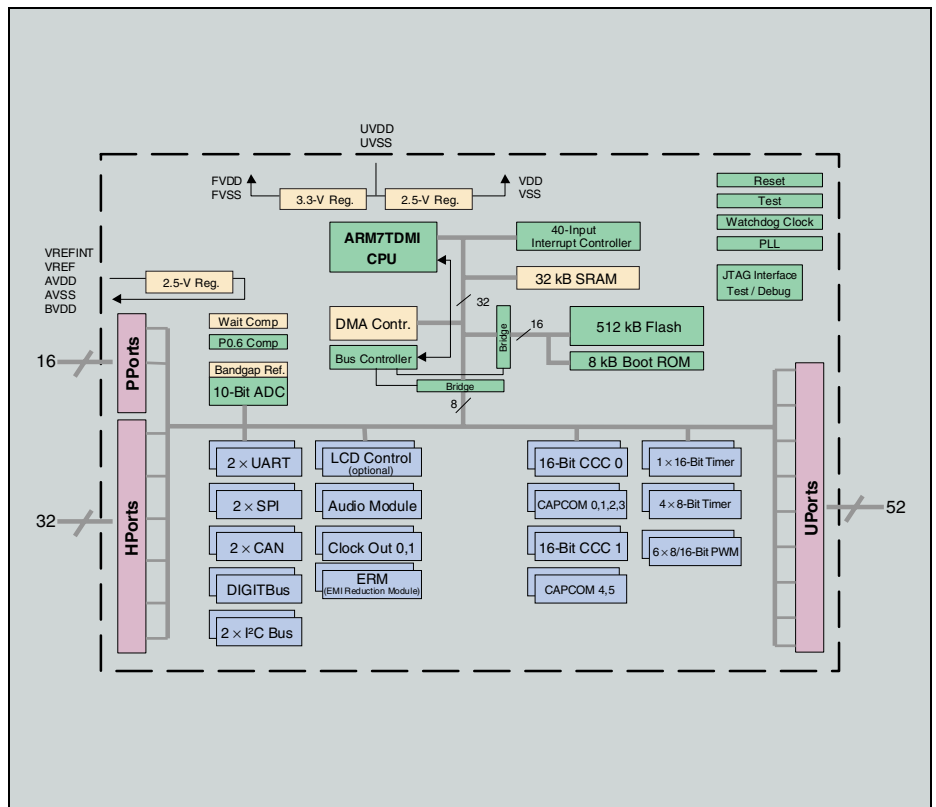 UVDD
UVSS
FVDD
FVSS
3.3-V Reg.
2.5-V Reg.
VDD
VSS
Reset
Test
Watchdog Clock
PLL
JTAG Interface
Test / Debug
ARM7TDMI
CPU
40-Input
Interrupt Controller
32 kB SRAM
32
VREFINT
VREF
AVDD
AVSS
BVDD
2.5-V Reg.
Wait Comp
P0.6 Comp
Bandgap Ref.
10-Bit ADC
DMA Contr.
Bus Controller
Bridge
16
512 kB Flash
8 kB Boot ROM
Bridge
8
16
PPorts
32
HPorts
UPorts
52
2 × UART
2 × SPI
2 × CAN
DIGITBus
2 × I²C Bus
LCD Control
(optional)
Audio Module
Clock Out 0,1
ERM
(EMI Reduction Module)
16-Bit CCC 0
CAPCOM 0,1,2,3
16-Bit CCC 1
CAPCOM 4,5
1 × 16-Bit Timer
4 × 8-Bit Timer
6 × 8/16-Bit PWM